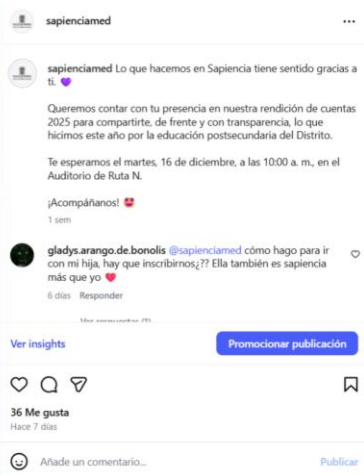 sapienciamed
sapienciamed Lo que hacemos en Sapiencia tiene sentido gracias a
ti. 💜
Queremos contar con tu presencia en nuestra rendición de cuentas
2025 para compartirte, de frente y con transparencia, lo que
hicimos este año por la educación postsecundaria del Distrito.
Te esperamos el martes, 16 de diciembre, a las 10:00 a. m., en el
Auditorio de Ruta N.
¡Acompáñanos! 🤩
1 sem
gladys.arango.de.bonolis @sapienciamed cómo hago para ir
con mi hija, hay que inscribirnos¿?? Ella también es sapiencia
más que yo ❤️
6 días Responder
Ver respuestas (1)
Ver insights
Promocionar publicación
36 Me gusta
Hace 7 días
Añade un comentario...
Publicar